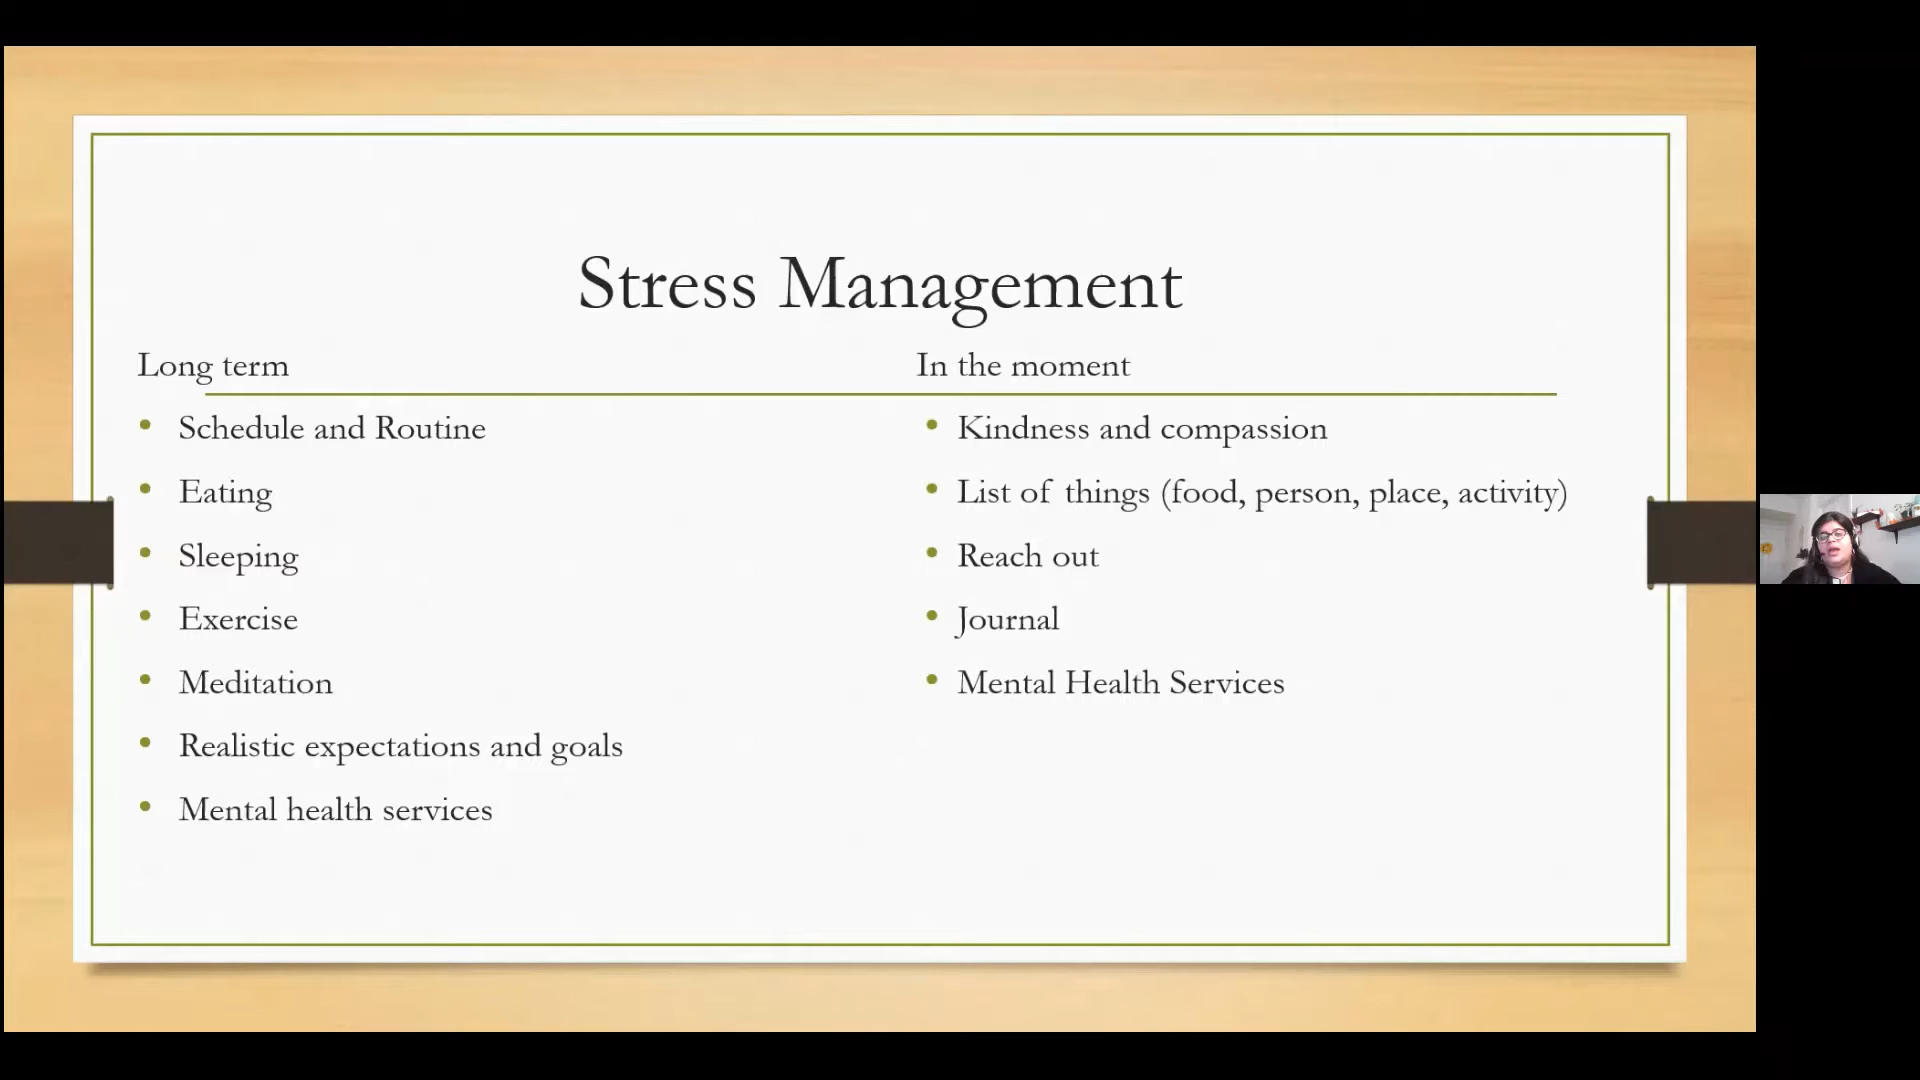 Stress Management
Long term
Schedule and Routine
Eating
Sleeping
Exercise
Meditation
Realistic expectations and goals
Mental health services
In the moment
Kindness and compassion
List of things (food, person, place, activity)
Reach out
Journal
Mental Health Services